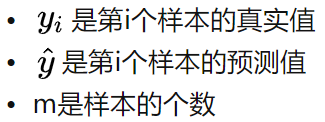 • yᵢ 是第i个样本的真实值
• ŷ 是第i个样本的预测值
• m是样本的个数